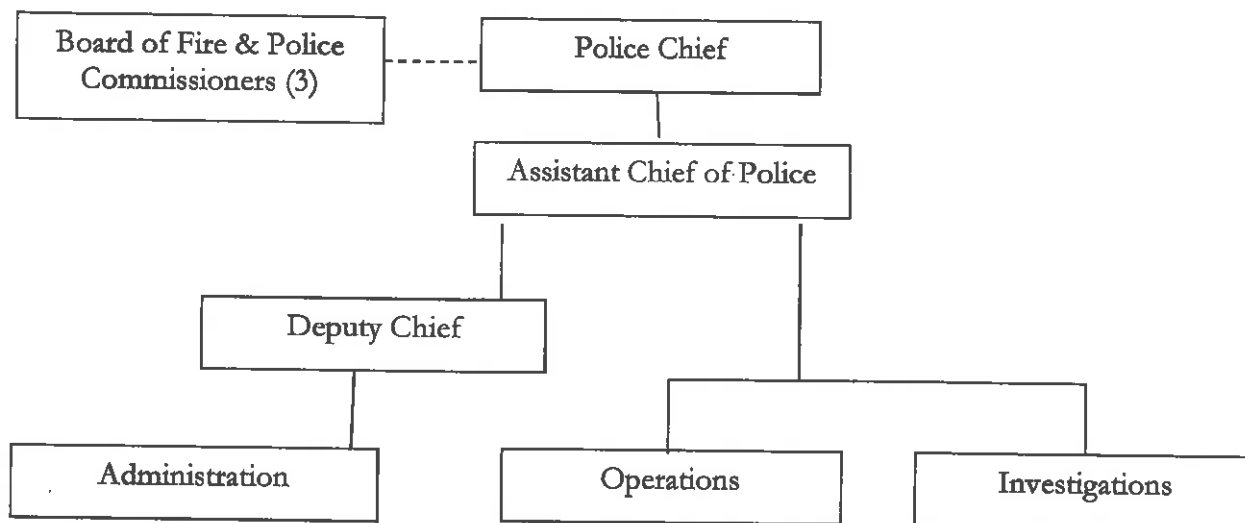 Board of Fire & Police
Commissioners (3)
Police Chief
Assistant Chief of Police
Deputy Chief
Administration
Operations
Investigations